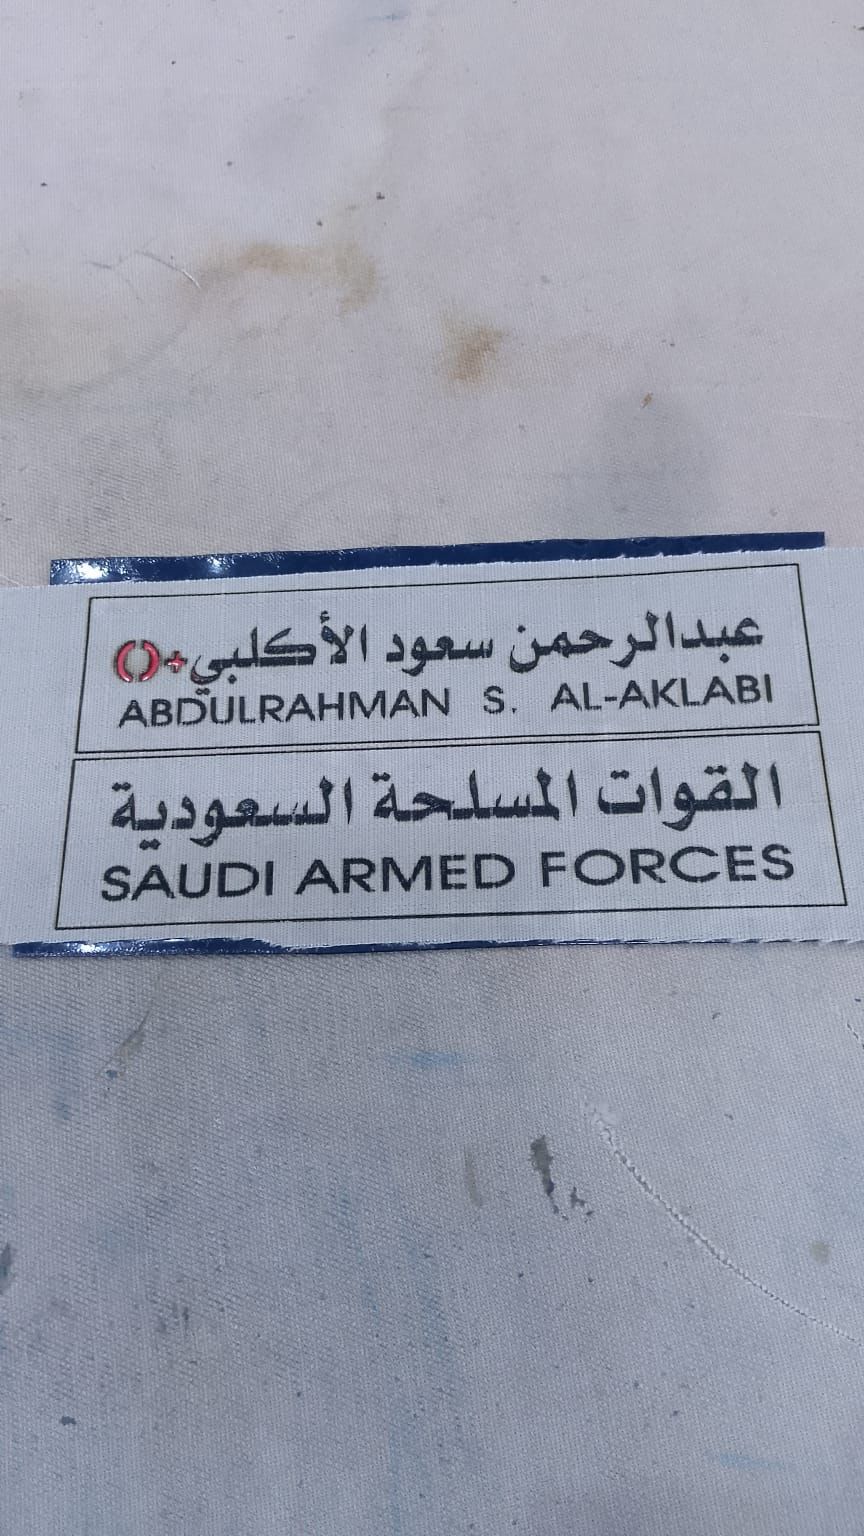 عبدالرحمن سعود الأكلبي O+
ABDULRAHMAN S. AL-AKLABI
القوات المسلحة السعودية
SAUDI ARMED FORCES